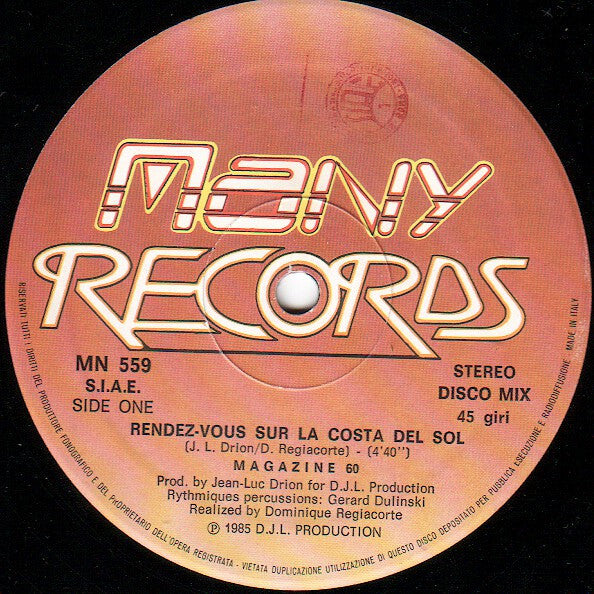 MANY
RECORDS
MN 559
S.I.A.E.
SIDE ONE
STEREO
DISCO MIX
45 giri
RENDEZ-VOUS SUR LA COSTA DEL SOL
(J. L. Drion/D. Regiacorte) - (4'40'')
MAGAZINE 60
Prod. by Jean-Luc Drion for D.J.L. Production
Rythmiques percussions: Gerard Dulinski
Realized by Dominique Regiacorte
℗ 1985 D.J.L. PRODUCTION
RISERVATI TUTTI I DIRITTI DEL PRODUTTORE FONOGRAFICO E DEL PROPRIETARIO DELL'OPERA REGISTRATA - VIETATA DUPLICAZIONE UTILIZZAZIONE DI QUESTO DISCO DEPOSITATO PER PUBBLICA ESECUZIONE E RADIODIFFUSIONE MADE IN ITALY